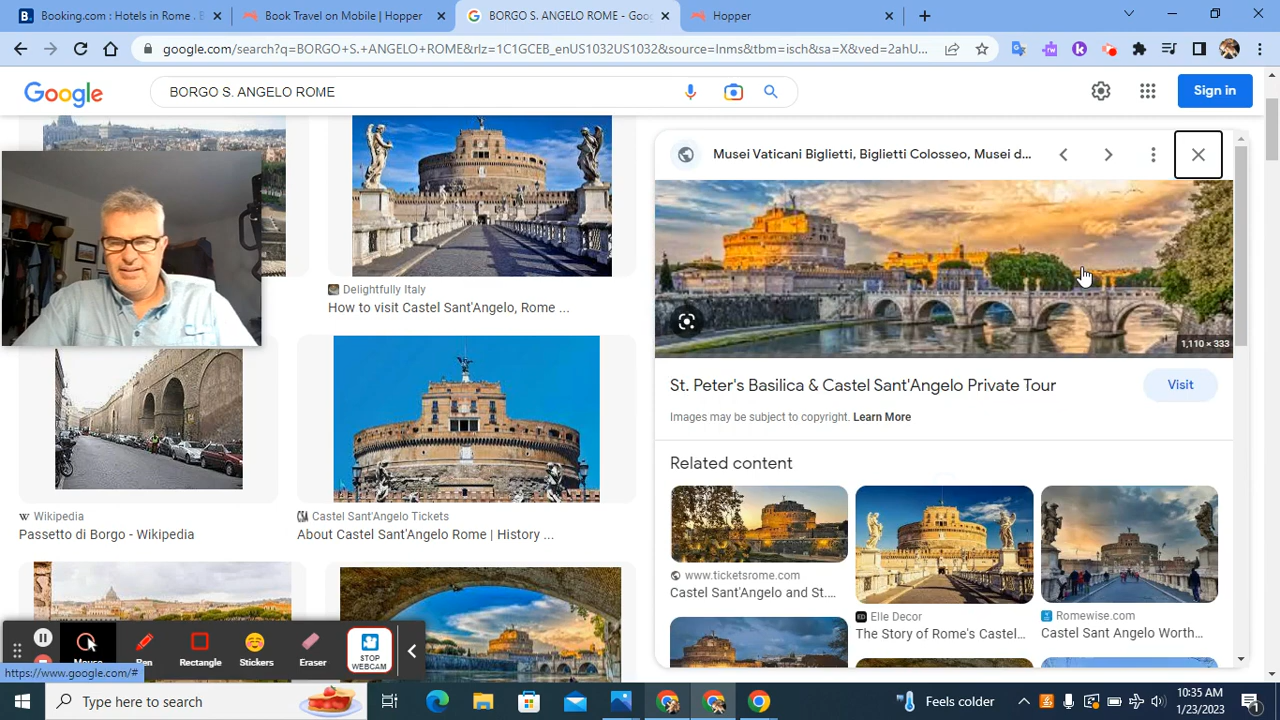 Booking.com : Hotels in Rome .
Book Travel on Mobile | Hopper
BORGO S. ANGELO ROME - Goo
Hopper
google.com/search?q=BORGO+S.+ANGELO+ROME&rlz=1C1GCEB_enUS1032US1032&source=lnms&tbm=isch&sa=X&ved=2ahU...
Google
BORGO S. ANGELO ROME
Sign in
Delightfully Italy
How to visit Castel Sant'Angelo, Rome ...
W Wikipedia
Passetto di Borgo - Wikipedia
Castel Sant'Angelo Tickets
About Castel Sant'Angelo Rome | History ...
Musei Vaticani Biglietti, Biglietti Colosseo, Musei d...
1,110 × 333
St. Peter's Basilica & Castel Sant'Angelo Private Tour
Visit
Images may be subject to copyright. Learn More
Related content
www.ticketsrome.com
Castel Sant'Angelo and St....
Elle Decor
The Story of Rome's Castel...
Romewise.com
Castel Sant Angelo Worth...
Pen
Rectangle
Stickers
Eraser
STOP
WEBCAM
https://www.google.com/#
Type here to search
Feels colder
10:35 AM
1/23/2023